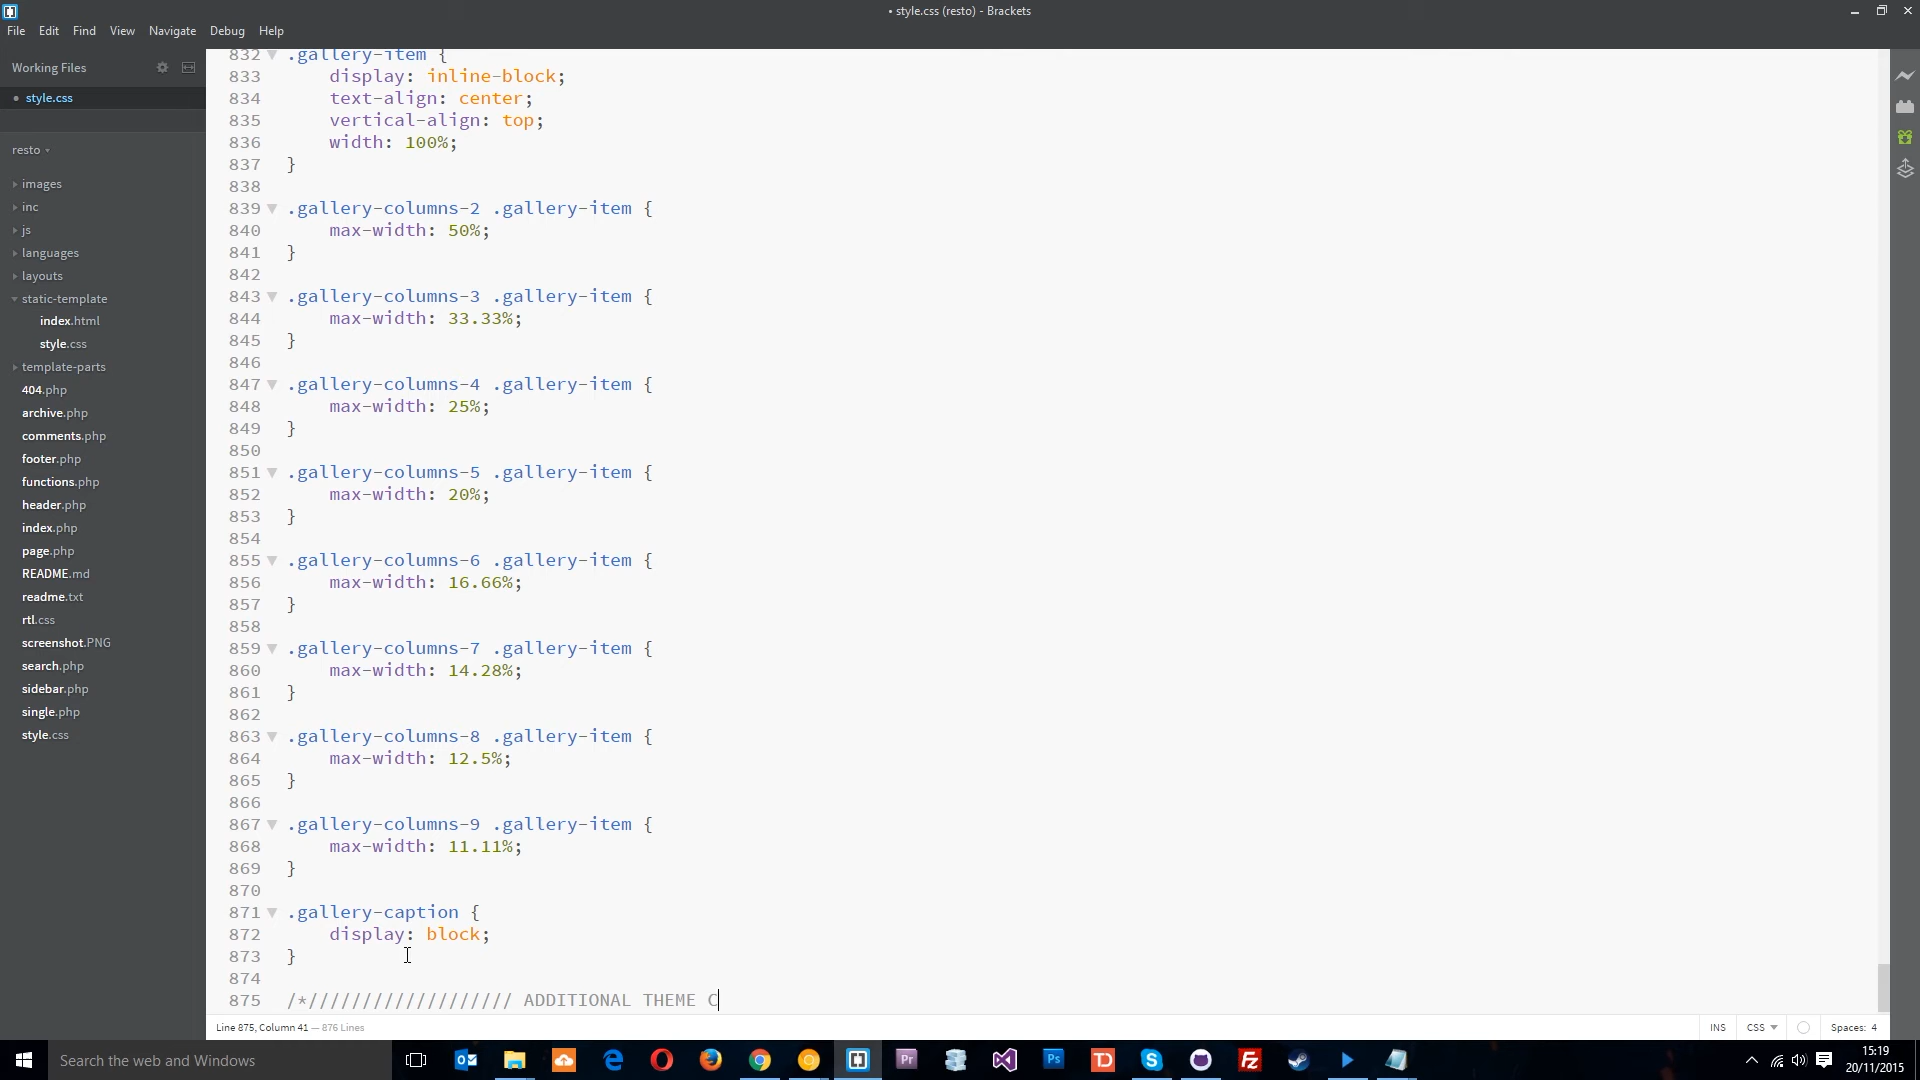 • style.css (resto) - Brackets
File Edit Find View Navigate Debug Help
Working Files
• style.css
resto
images
inc
js
languages
layouts
static-template
index.html
style.css
template-parts
404.php
archive.php
comments.php
footer.php
functions.php
header.php
index.php
page.php
README.md
readme.txt
rtl.css
screenshot.PNG
search.php
sidebar.php
single.php
style.css
832 .gallery-item {
833 display: inline-block;
834 text-align: center;
835 vertical-align: top;
836 width: 100%;
837 }
838
839 .gallery-columns-2 .gallery-item {
840 max-width: 50%;
841 }
842
843 .gallery-columns-3 .gallery-item {
844 max-width: 33.33%;
845 }
846
847 .gallery-columns-4 .gallery-item {
848 max-width: 25%;
849 }
850
851 .gallery-columns-5 .gallery-item {
852 max-width: 20%;
853 }
854
855 .gallery-columns-6 .gallery-item {
856 max-width: 16.66%;
857 }
858
859 .gallery-columns-7 .gallery-item {
860 max-width: 14.28%;
861 }
862
863 .gallery-columns-8 .gallery-item {
864 max-width: 12.5%;
865 }
866
867 .gallery-columns-9 .gallery-item {
868 max-width: 11.11%;
869 }
870
871 .gallery-caption {
872 display: block;
873 }
874
875 /*/////////////////// ADDITIONAL THEME C
Line 875, Column 41 — 876 Lines
INS CSS Spaces: 4
Search the web and Windows
Pr Ps TD
15:19
20/11/2015